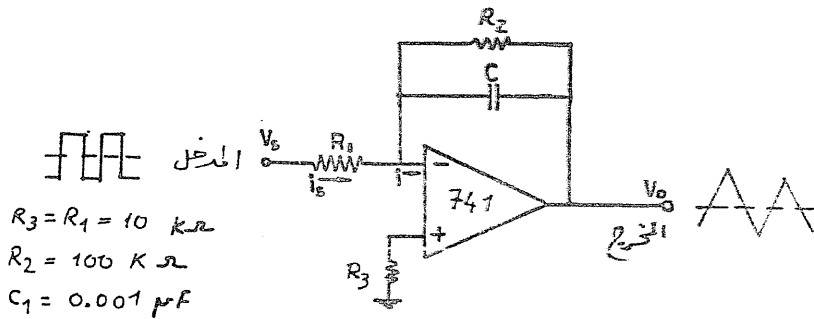 R2
C
Vs
R1
المدخل
is
i
−
741
+
Vo
R3
R3 = R1 = 10 KΩ
R2 = 100 KΩ
C1 = 0.001 μF